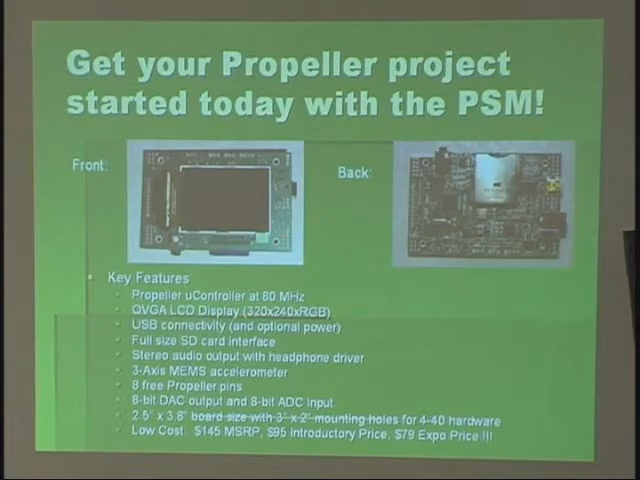 Get your Propeller project
started today with the PSM!
Front:
Back:
Key Features
Propeller uController at 80 MHz
QVGA LCD Display (320x240xRGB)
USB connectivity (and optional power)
Full size SD card interface
Stereo audio output with headphone driver
3-Axis MEMS accelerometer
8 free Propeller pins
8-bit DAC output and 8-bit ADC input
2.5" x 3.8" board size with 3" x 2" mounting holes for 4-40 hardware
Low Cost: $145 MSRP, $95 Introductory Price, $79 Expo Price !!!